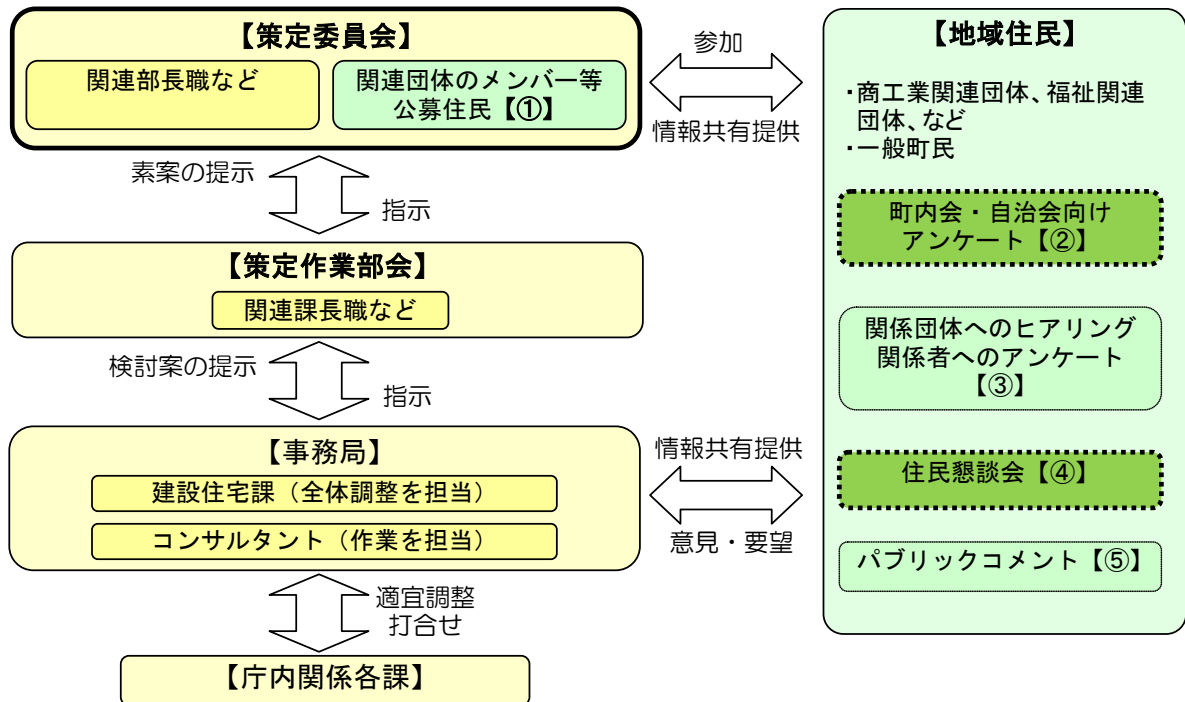 【策定委員会】
関連部長職など
関連団体のメンバー等
公募住民【①】
参加
情報共有提供
素案の提示
指示
【策定作業部会】
関連課長職など
検討案の提示
指示
【事務局】
建設住宅課（全体調整を担当）
コンサルタント（作業を担当）
情報共有提供
意見・要望
適宜調整
打合せ
【庁内関係各課】
【地域住民】
・商工業関連団体、福祉関連
団体、など
・一般町民
町内会・自治会向け
アンケート【②】
関係団体へのヒアリング
関係者へのアンケート
【③】
住民懇談会【④】
パブリックコメント【⑤】